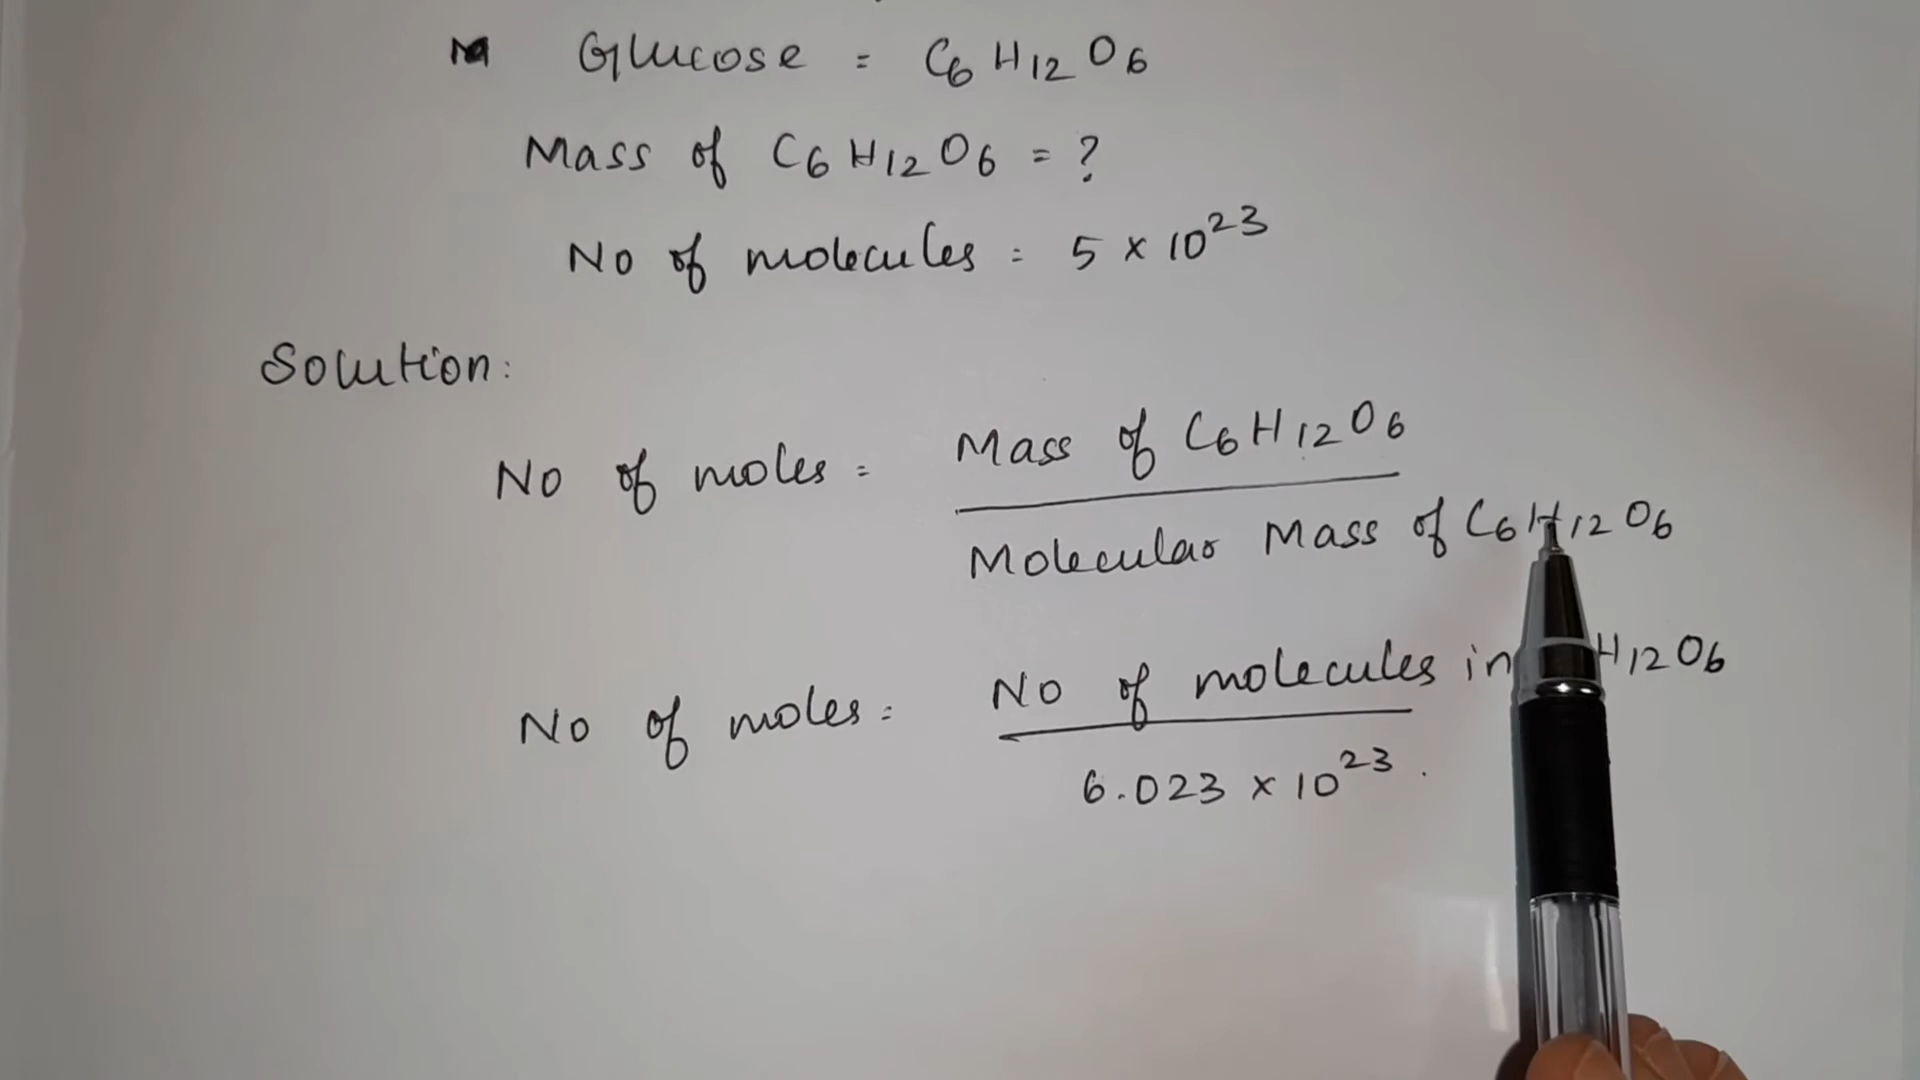 Glucose = C6H12O6
Mass of C6H12O6 = ?
No of molecules = 5 × 10^23
Solution:
No of moles = Mass of C6H12O6
Molecular Mass of C6H12O6
No of moles = No of molecules in H12O6
6.023 × 10^23.